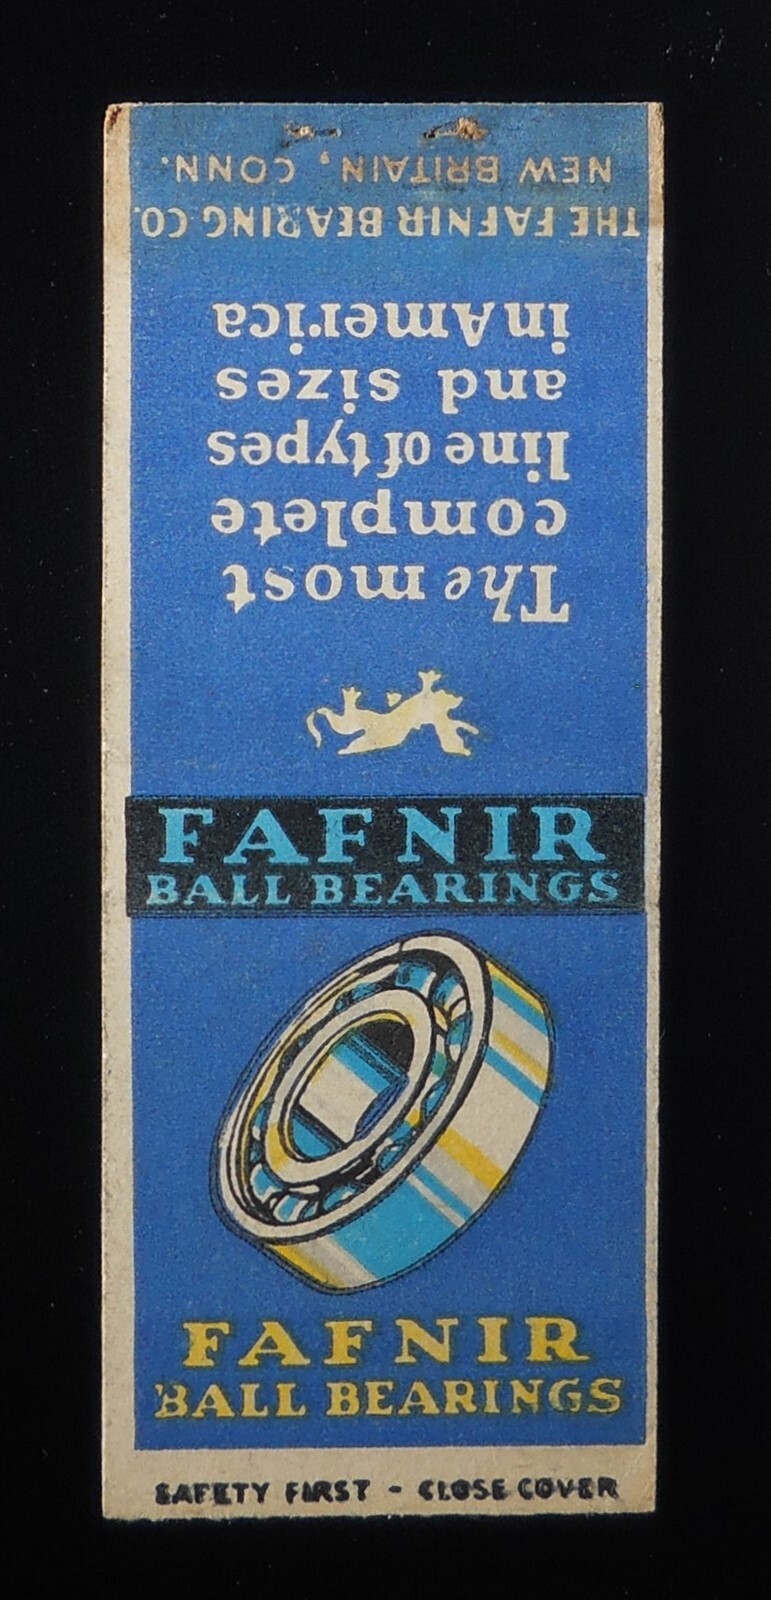 FAFNIR
BALL BEARINGS
FAFNIR
BALL BEARINGS
SAFETY FIRST - CLOSE COVER
The most
complete
line of types
and sizes
in America
THE FAFNIR BEARING CO.
NEW BRITAIN, CONN.